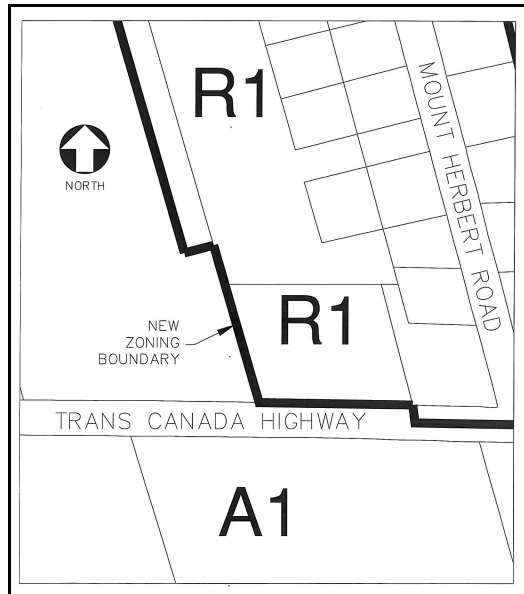 R1
MOUNT HERBERT ROAD
NORTH
R1
NEW
ZONING
BOUNDARY
TRANS CANADA HIGHWAY
A1